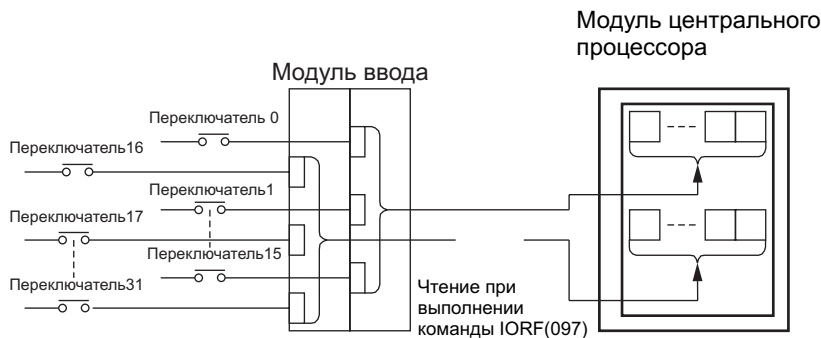 Модуль центрального
процессора
Модуль ввода
Переключатель 0
Переключатель16
Переключатель1
Переключатель17
Переключатель15
Переключатель31
Чтение при
выполнении
команды IORF(097)